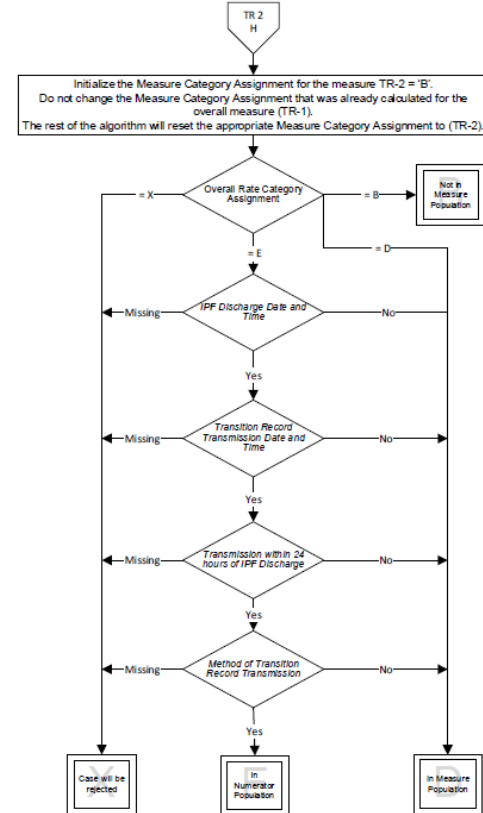 TR 2
H
Initialize the Measure Category Assignment for the measure TR-2 = 'B'.
Do not change the Measure Category Assignment that was already calculated for the
overall measure (TR-1).
The rest of the algorithm will reset the appropriate Measure Category Assignment to (TR-2).
Overall Rate Category
Assignment
= X
= B
B
Not in
Measure
Population
= E
= D
IPF Discharge Date and
Time
Missing
No
Yes
Transition Record
Transmission Date and
Time
Missing
No
Yes
Transmission within 24
hours of IPF Discharge
Missing
No
Yes
Method of Transition
Record Transmission
Missing
No
Yes
X
Case will be
rejected
E
In
Numerator
Population
D
In Measure
Population